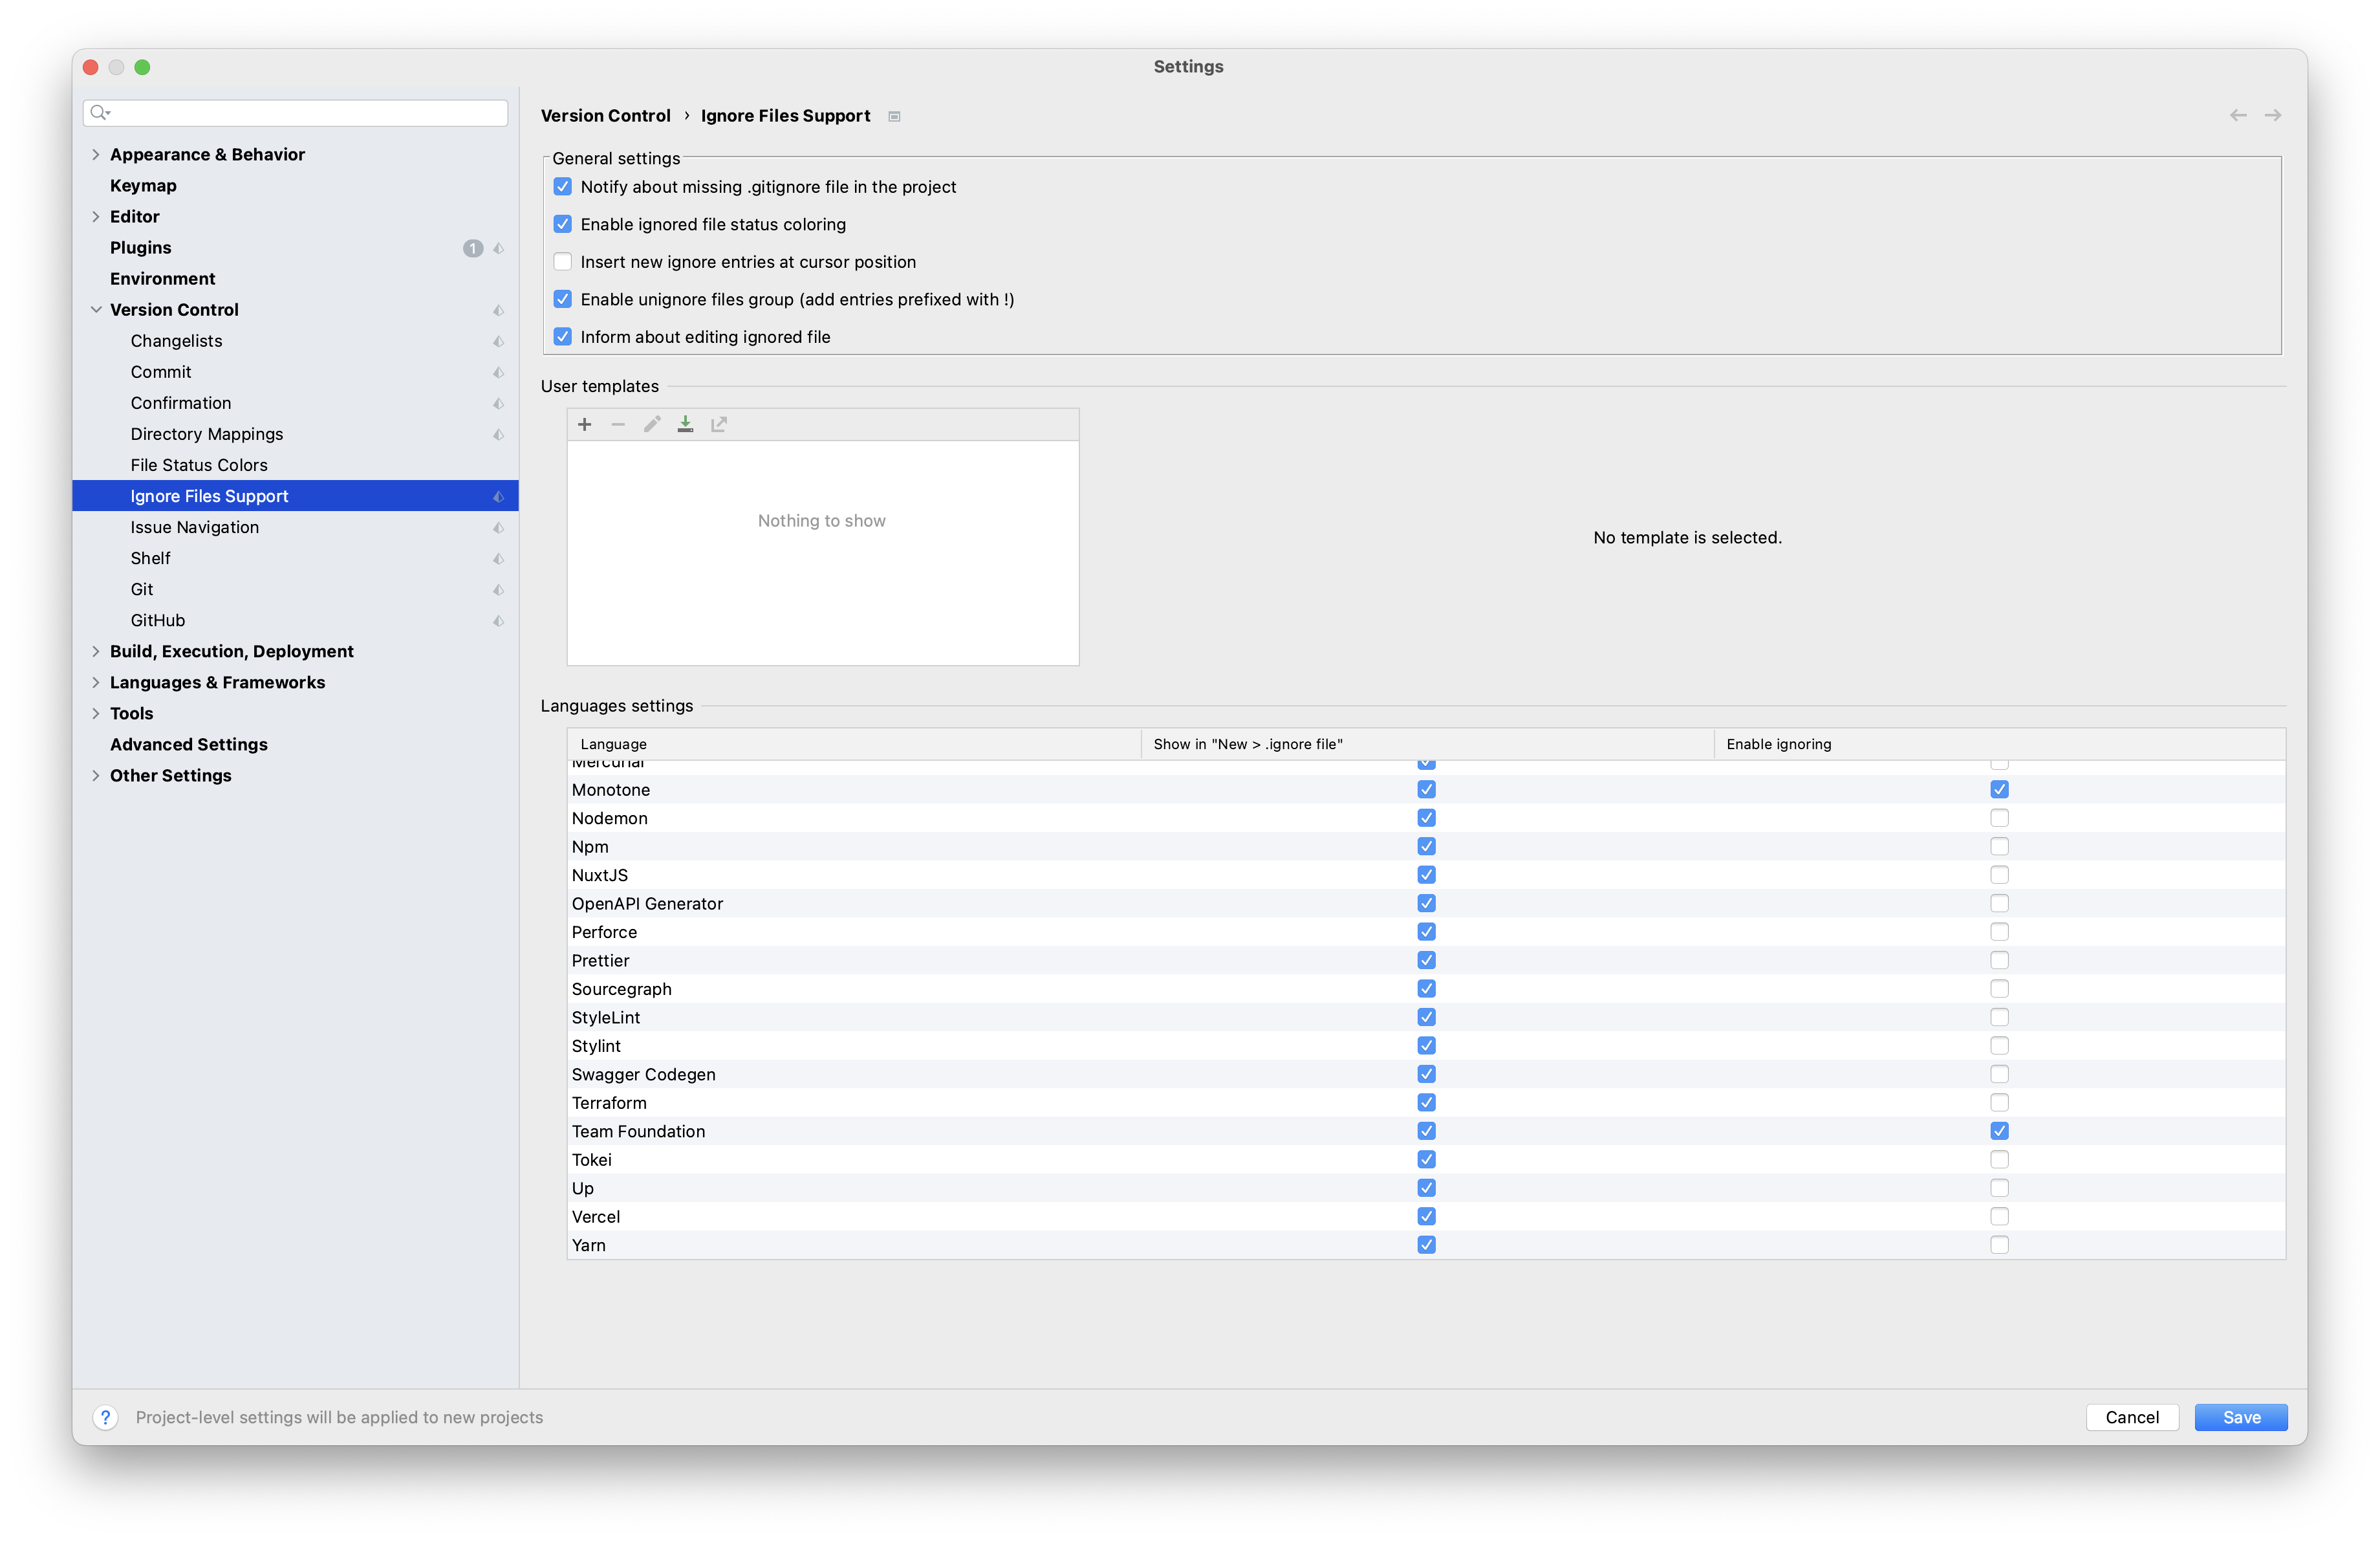 Settings
Appearance & Behavior
Keymap
Editor
Plugins 1
Environment
Version Control
Changelists
Commit
Confirmation
Directory Mappings
File Status Colors
Ignore Files Support
Issue Navigation
Shelf
Git
GitHub
Build, Execution, Deployment
Languages & Frameworks
Tools
Advanced Settings
Other Settings
Version Control › Ignore Files Support
General settings
Notify about missing .gitignore file in the project
Enable ignored file status coloring
Insert new ignore entries at cursor position
Enable unignore files group (add entries prefixed with !)
Inform about editing ignored file
User templates
Nothing to show
No template is selected.
Languages settings
Language Show in "New > .ignore file" Enable ignoring
Mercurial
Monotone
Nodemon
Npm
NuxtJS
OpenAPI Generator
Perforce
Prettier
Sourcegraph
StyleLint
Stylint
Swagger Codegen
Terraform
Team Foundation
Tokei
Up
Vercel
Yarn
? Project-level settings will be applied to new projects
Cancel Save